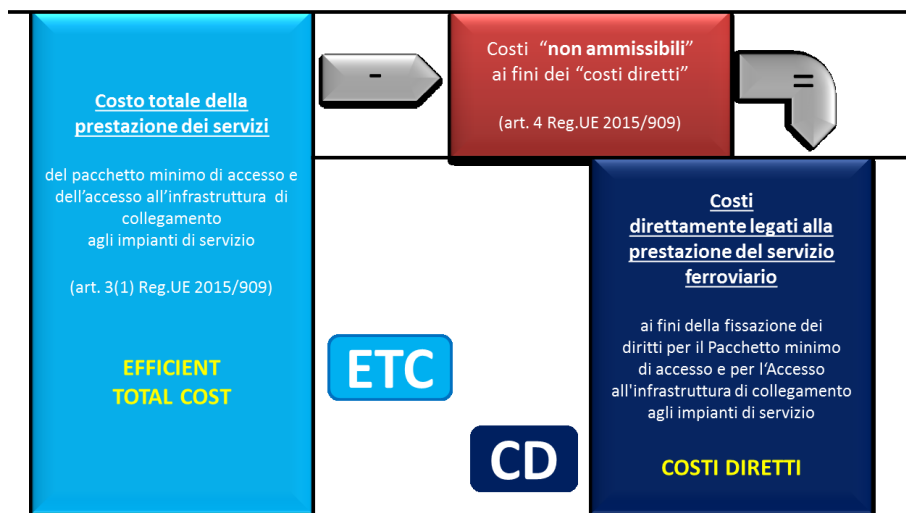 Costo totale della
prestazione dei servizi
del pacchetto minimo di accesso e
dell’accesso all’infrastruttura di
collegamento
agli impianti di servizio
(art. 3(1) Reg.UE 2015/909)
EFFICIENT
TOTAL COST
-
Costi “non ammissibili”
ai fini dei “costi diretti”
(art. 4 Reg.UE 2015/909)
=
ETC
CD
Costi
direttamente legati alla
prestazione del servizio
ferroviario
ai fini della fissazione dei
diritti per il Pacchetto minimo
di accesso e per l‘Accesso
all'infrastruttura di collegamento
agli impianti di servizio
COSTI DIRETTI